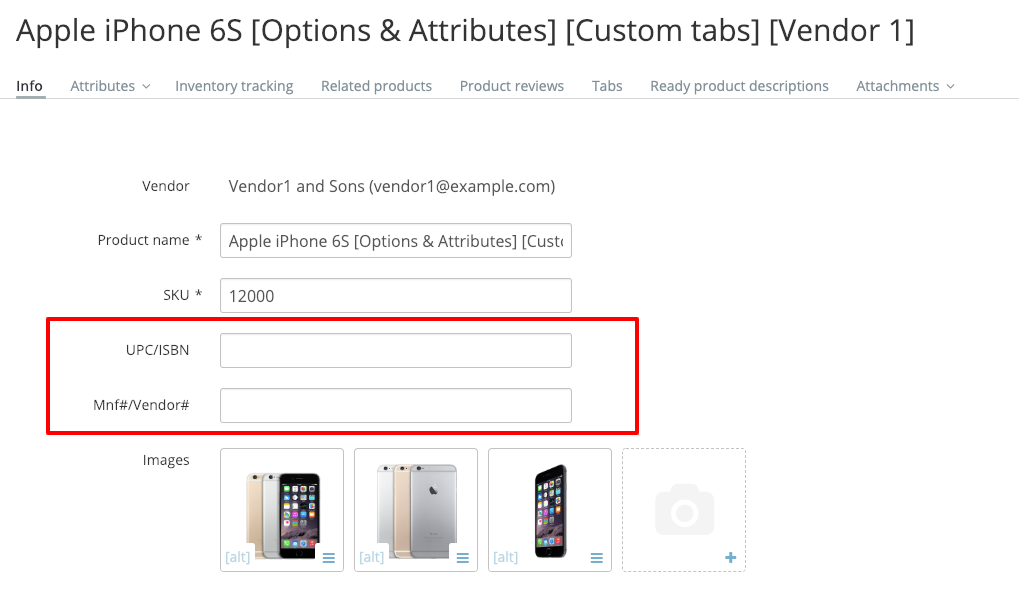 Apple iPhone 6S [Options & Attributes] [Custom tabs] [Vendor 1]
Info Attributes Inventory tracking Related products Product reviews Tabs Ready product descriptions Attachments
Vendor Vendor1 and Sons (vendor1@example.com)
Product name * Apple iPhone 6S [Options & Attributes] [Custo
SKU * 12000
UPC/ISBN
Mnf#/Vendor#
Images
[alt] [alt] [alt]